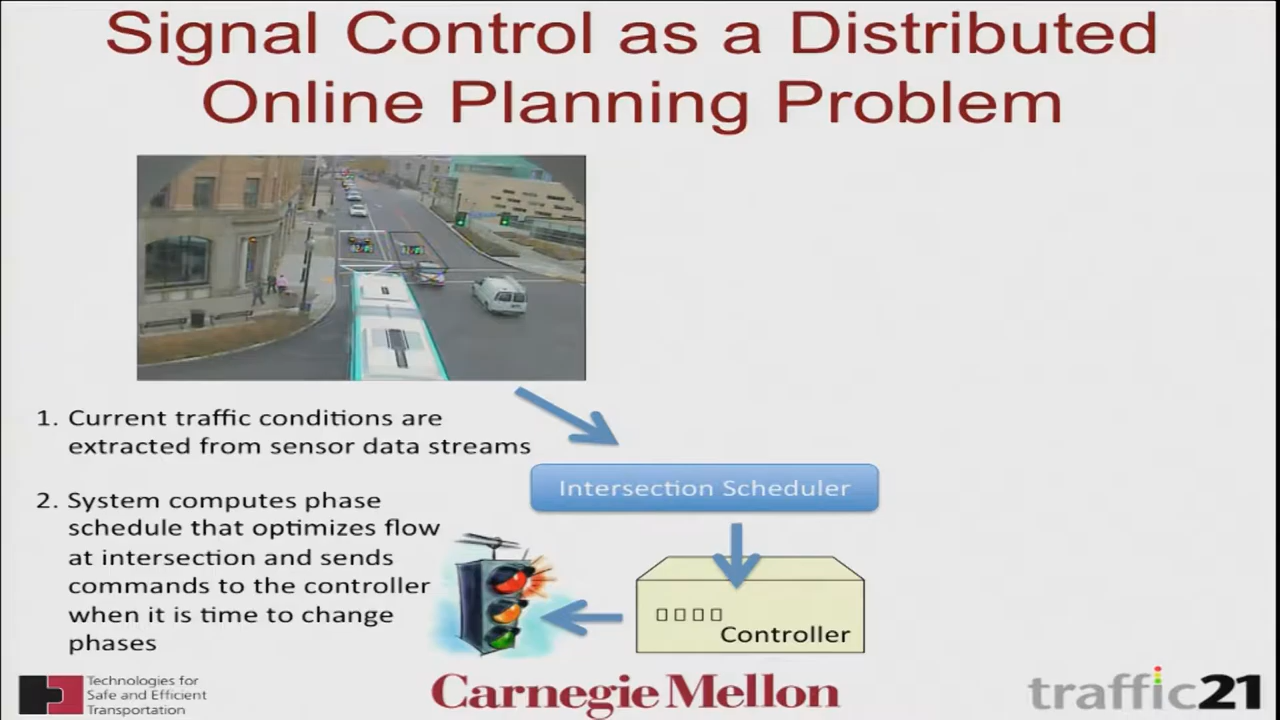 Signal Control as a Distributed
Online Planning Problem
1. Current traffic conditions are
extracted from sensor data streams
Intersection Scheduler
2. System computes phase
schedule that optimizes flow
at intersection and sends
commands to the controller
when it is time to change
phases
Controller
Technologies for
Safe and Efficient
Transportation
Carnegie Mellon
traffic21